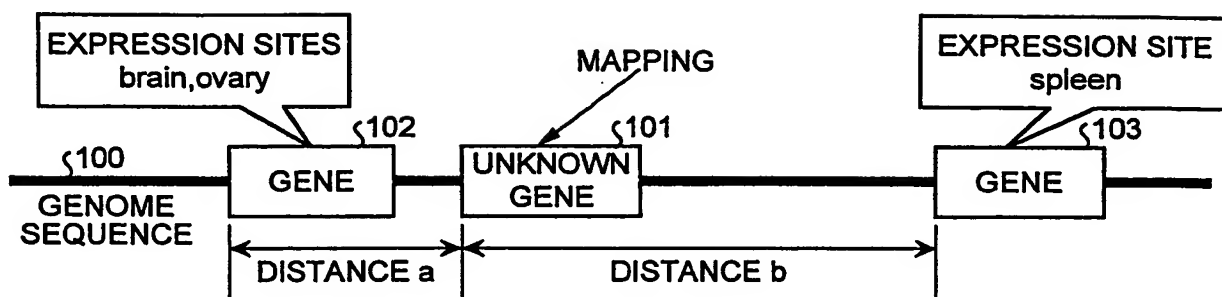 EXPRESSION SITES
brain,ovary
MAPPING
EXPRESSION SITE
spleen
102
101
103
100
GENE
UNKNOWN
GENE
GENE
GENOME
SEQUENCE
DISTANCE a
DISTANCE b